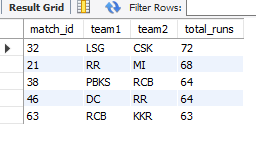 Result Grid Filter Rows:
match_id team1 team2 total_runs
32 LSG CSK 72
21 RR MI 68
38 PBKS RCB 64
46 DC RR 64
63 RCB KKR 63